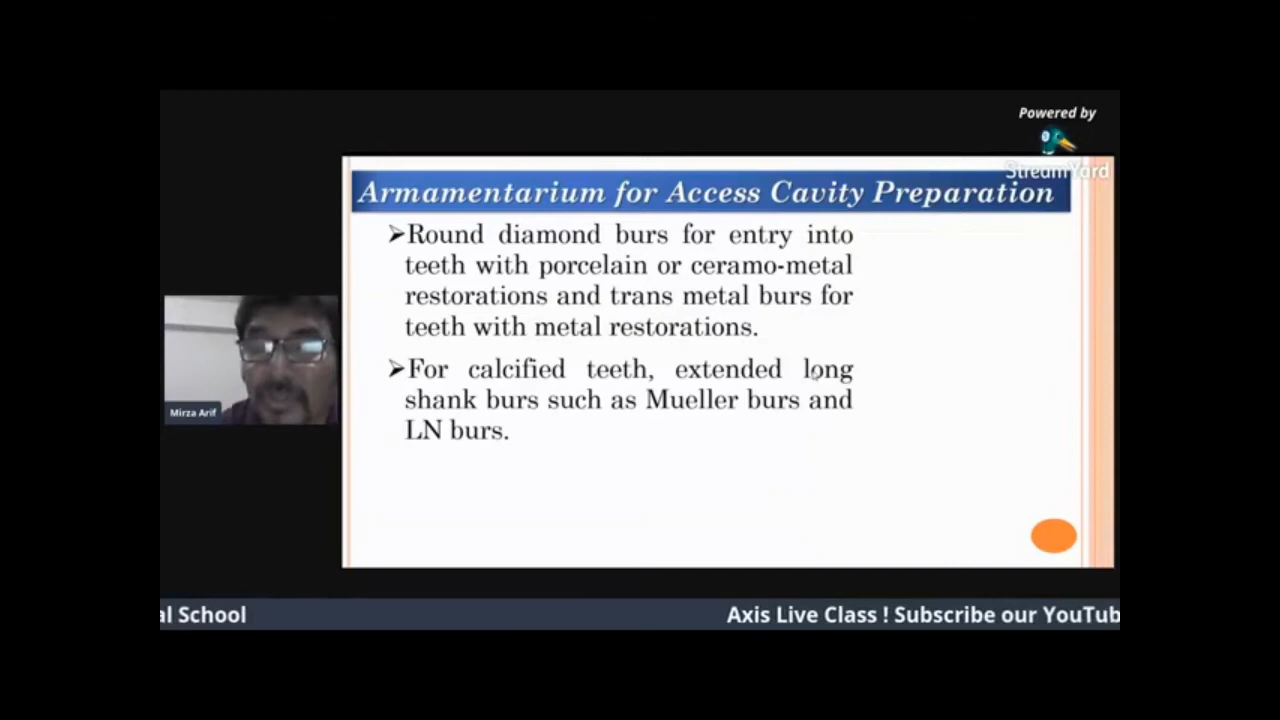 Powered by
StreamYard
Armamentarium for Access Cavity Preparation
➢Round diamond burs for entry into
teeth with porcelain or ceramo-metal
restorations and trans metal burs for
teeth with metal restorations.
➢For calcified teeth, extended long
shank burs such as Mueller burs and
LN burs.
Mirza Arif
al School
Axis Live Class ! Subscribe our YouTub